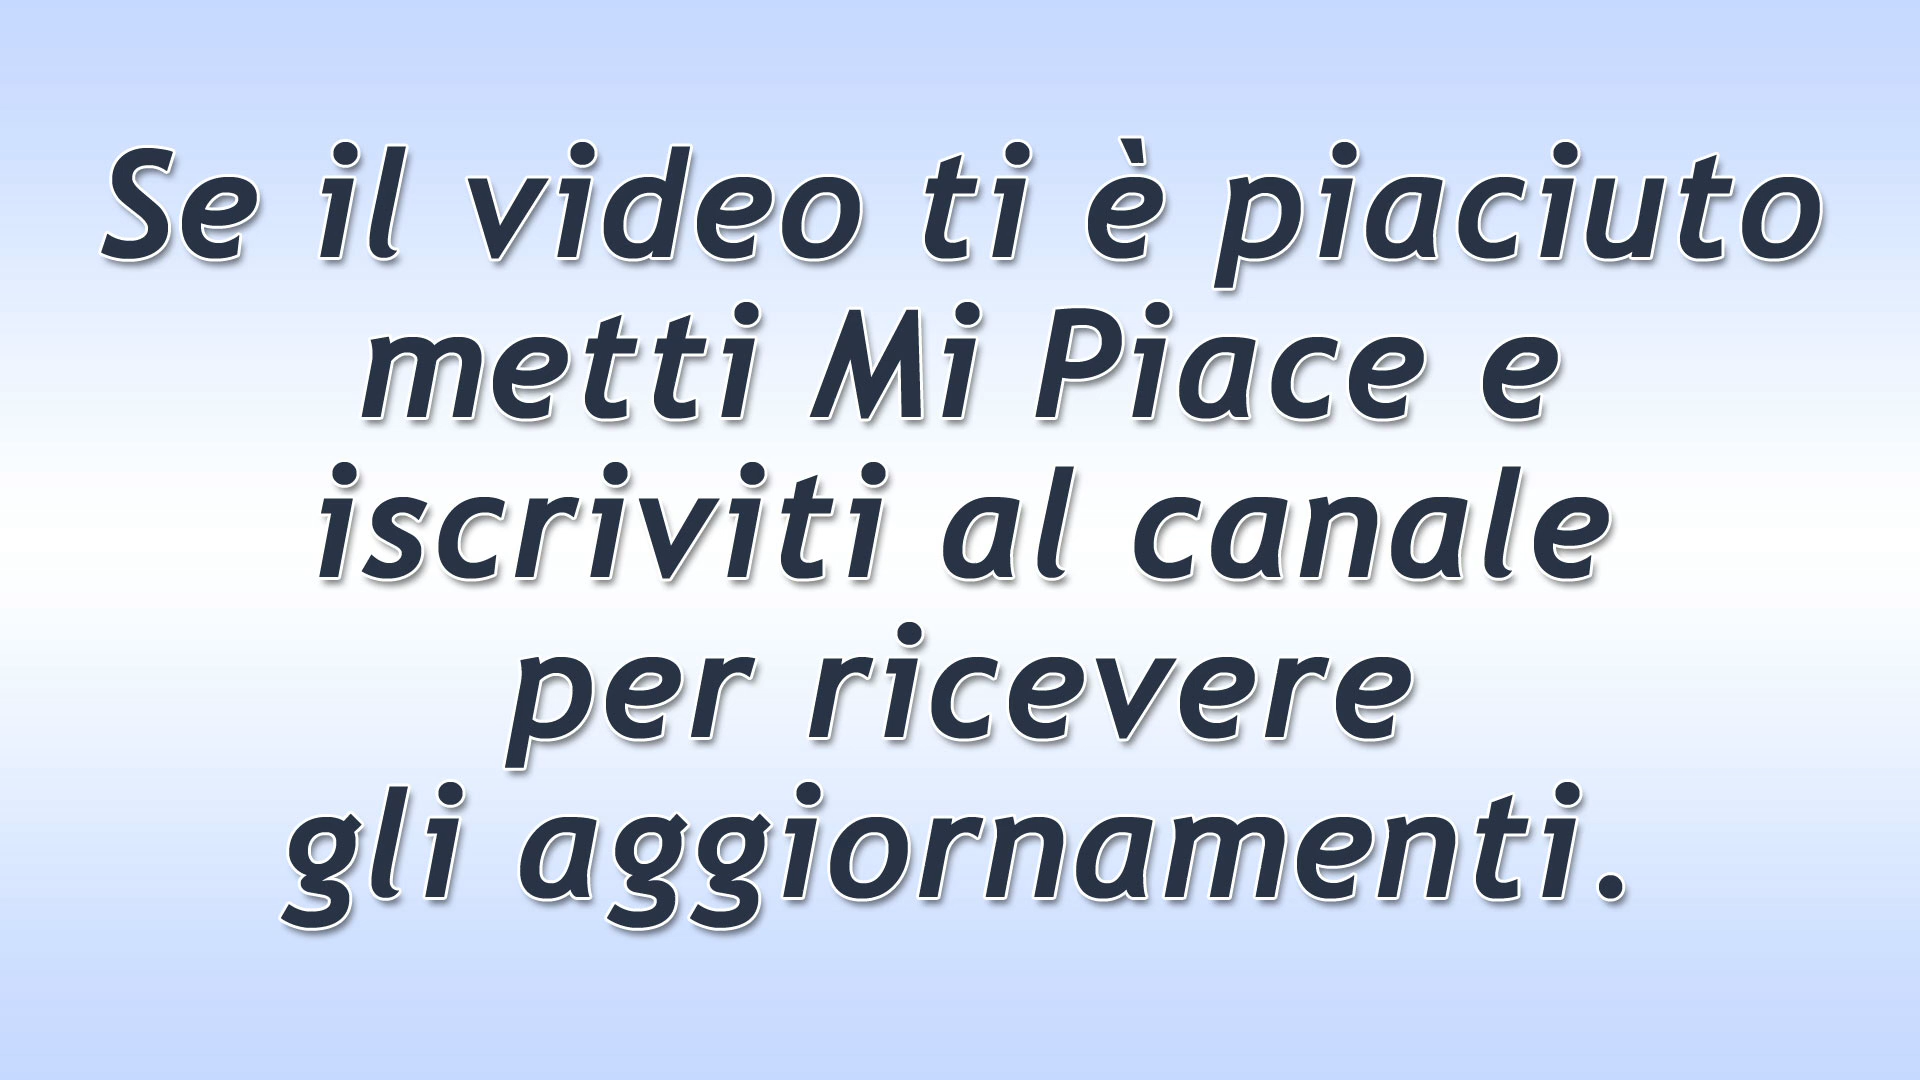 Se il video ti è piaciuto
metti Mi Piace e
iscriviti al canale
per ricevere
gli aggiornamenti.